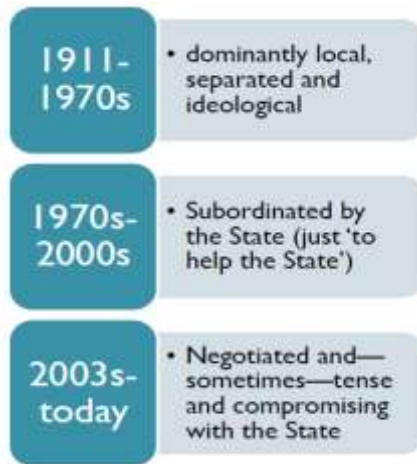 1911-
1970s
• dominantly local,
separated and
ideological
1970s-
2000s
• Subordinated by
the State (just ‘to
help the State’)
2003s-
today
• Negotiated and—
sometimes—tense
and compromising
with the State